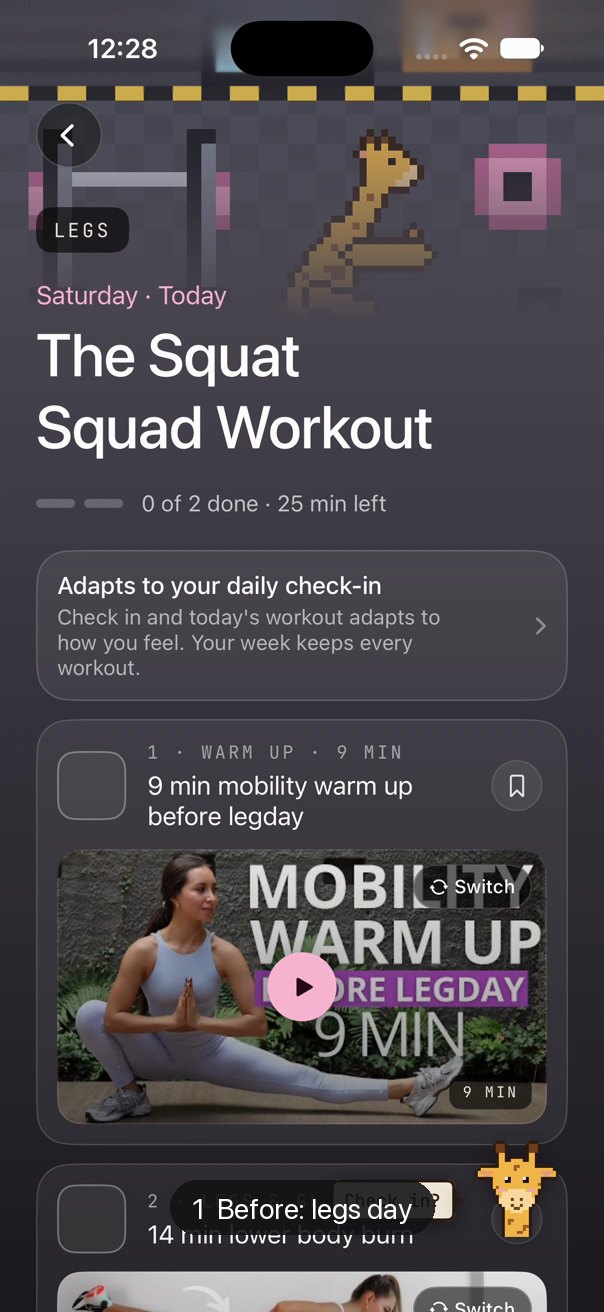 12:28
LEGS
Saturday · Today
The Squat
Squad Workout
0 of 2 done · 25 min left
Adapts to your daily check-in
Check in and today's workout adapts to
how you feel. Your week keeps every
workout.
1 · WARM UP · 9 MIN
9 min mobility warm up
before legday
MOBILITY
Switch
WARM UP
BEFORE LEGDAY
9 MIN
9 MIN
2
Check in?
1 Before: legs day
14 min lower body burn
Switch